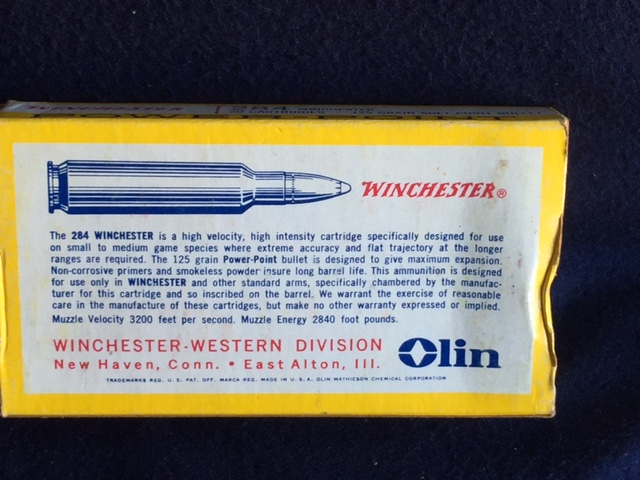 WINCHESTER 284 WINCHESTER
WINCHESTER®
The 284 WINCHESTER is a high velocity, high intensity cartridge specifically designed for use
on small to medium game species where extreme accuracy and flat trajectory at the longer
ranges are required. The 125 grain Power-Point bullet is designed to give maximum expansion.
Non-corrosive primers and smokeless powder insure long barrel life. This ammunition is designed
for use only in WINCHESTER and other standard arms, specifically chambered by the manufac-
turer for this cartridge and so inscribed on the barrel. We warrant the exercise of reasonable
care in the manufacture of these cartridges, but make no other warranty expressed or implied.
Muzzle Velocity 3200 feet per second. Muzzle Energy 2840 foot pounds.
WINCHESTER-WESTERN DIVISION
Olin
New Haven, Conn. • East Alton, Ill.
TRADEMARKS REG. U. S. PAT. OFF. MARCA REG. MADE IN U. S. A. OLIN MATHIESON CHEMICAL CORPORATION